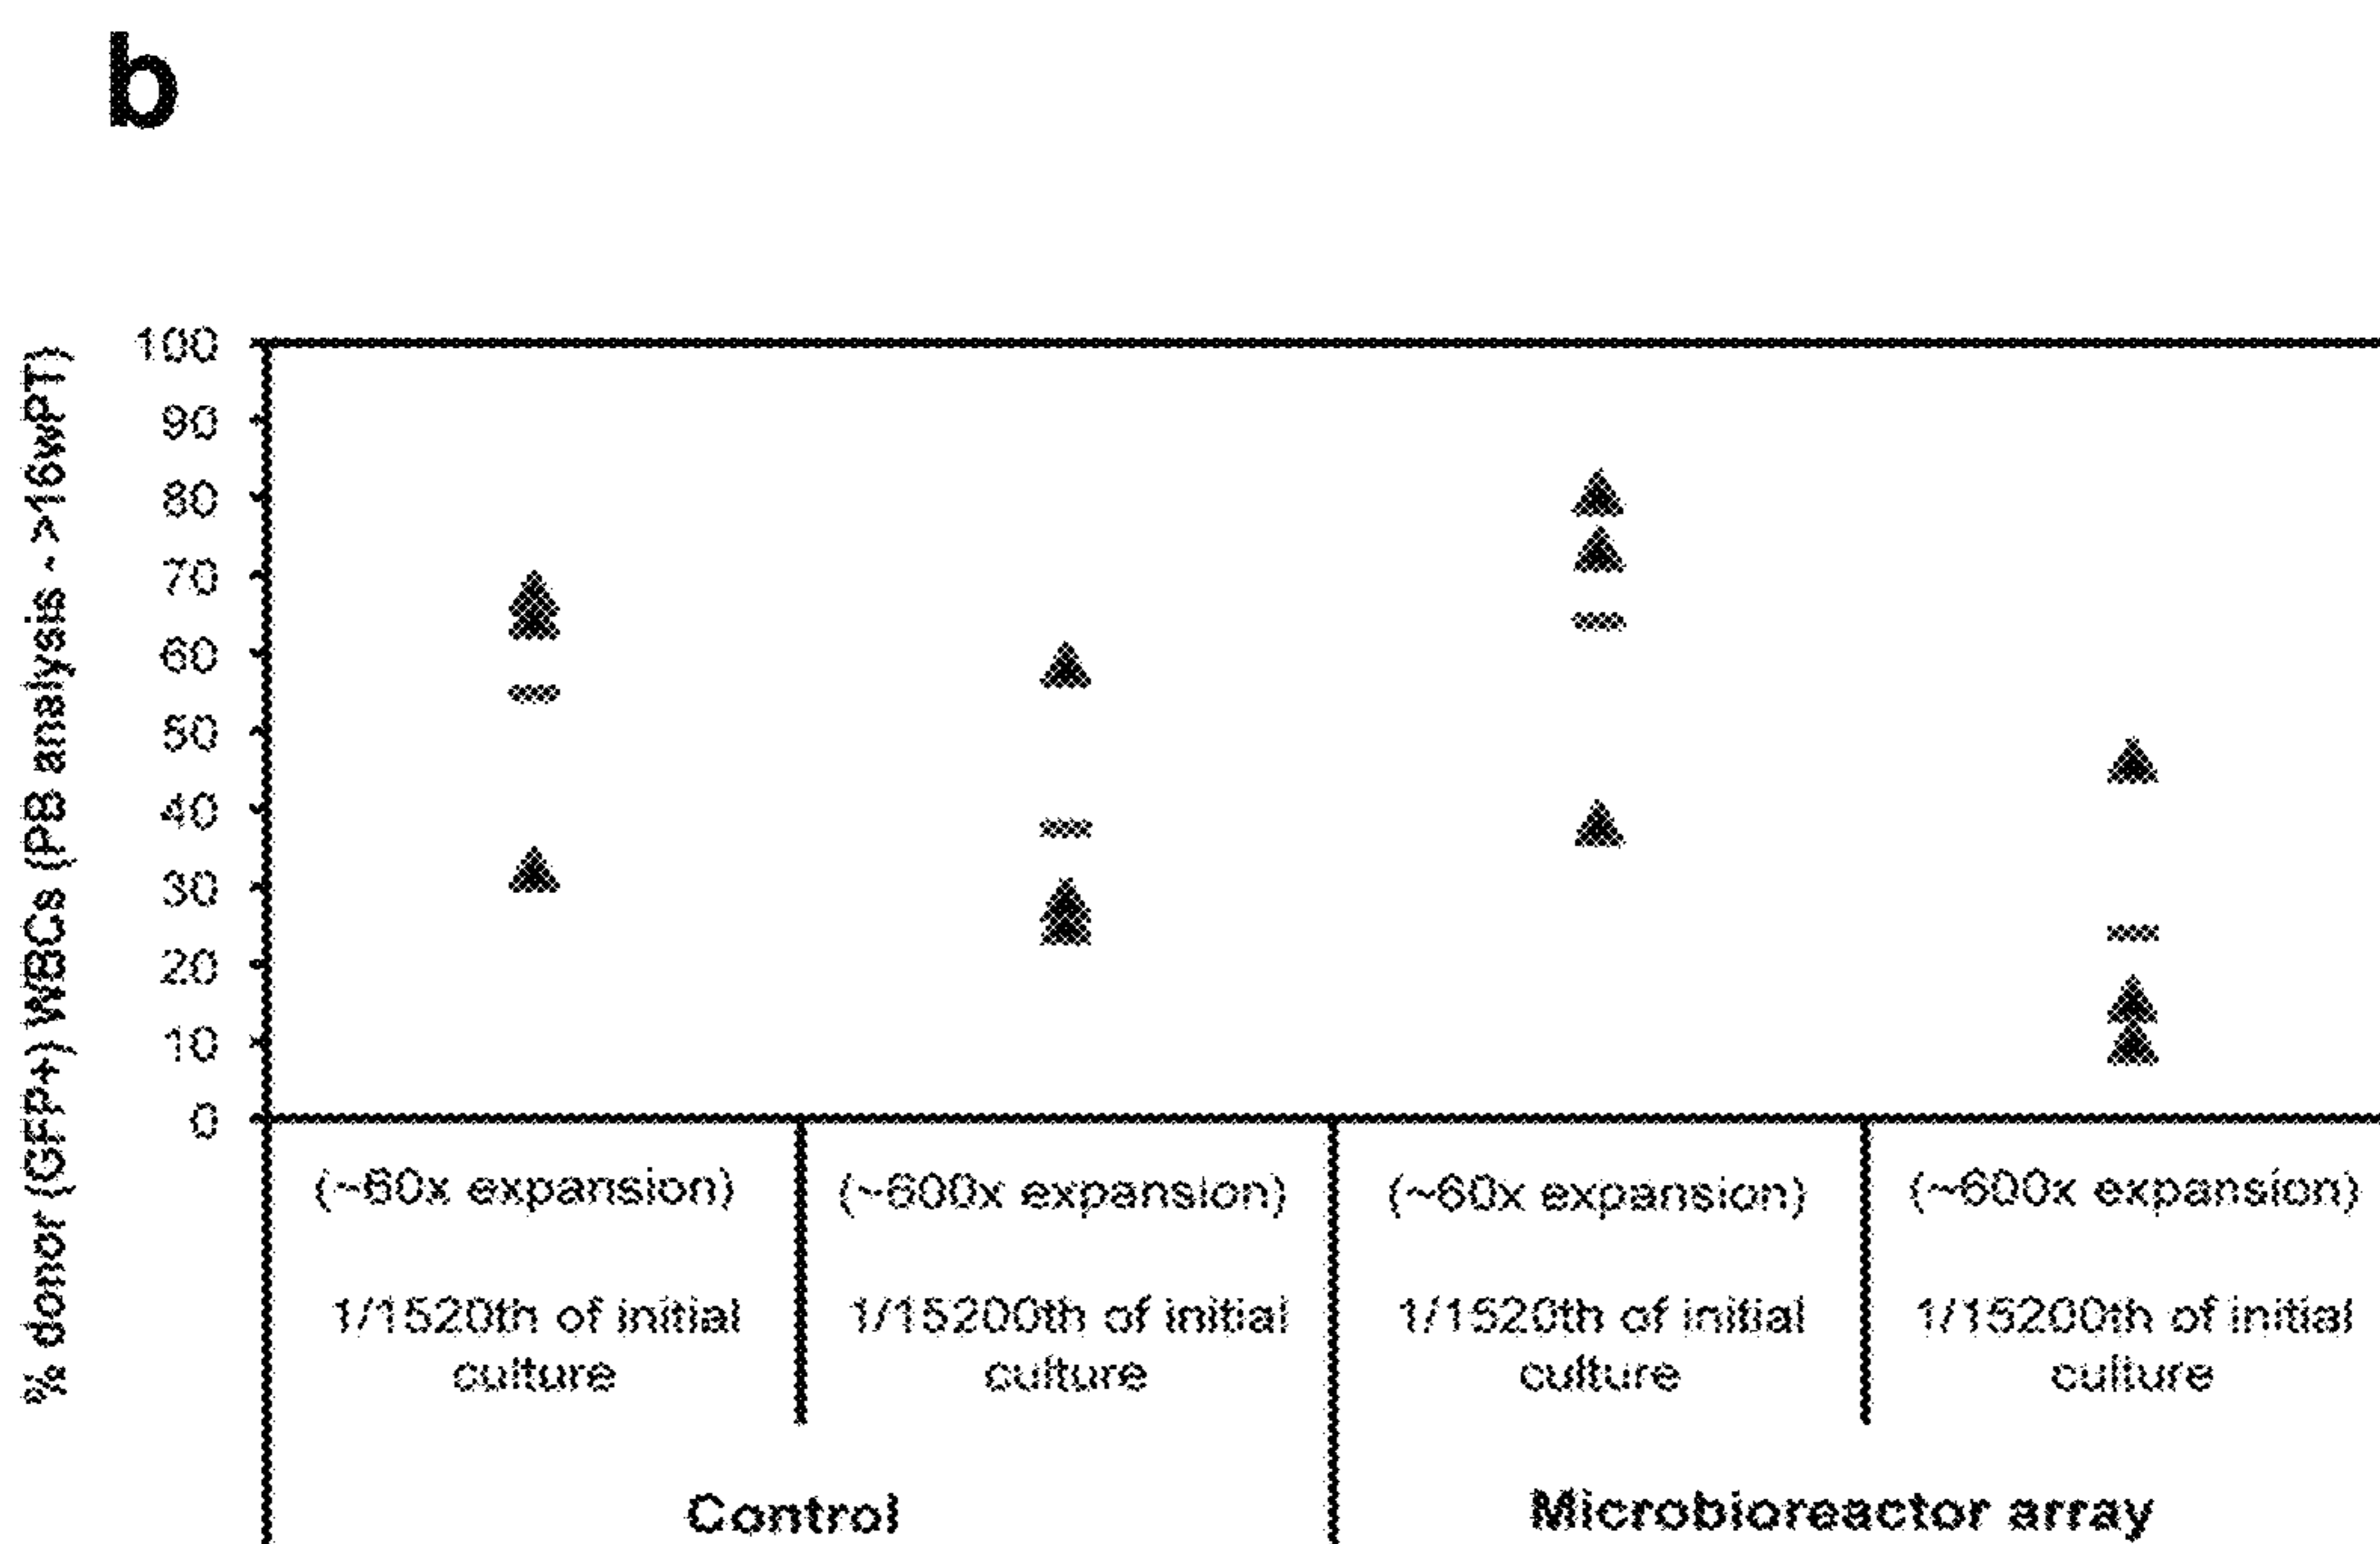 b
% donor (GFP+) WBCs (PB analysis - >16wPT)
100
90
80
70
60
50
40
30
20
10
0
(~60x expansion)
(~600x expansion)
(~60x expansion)
(~600x expansion)
1/1520th of initial
culture
1/15200th of initial
culture
1/1520th of initial
culture
1/15200th of initial
culture
Control
Microbioreactor array